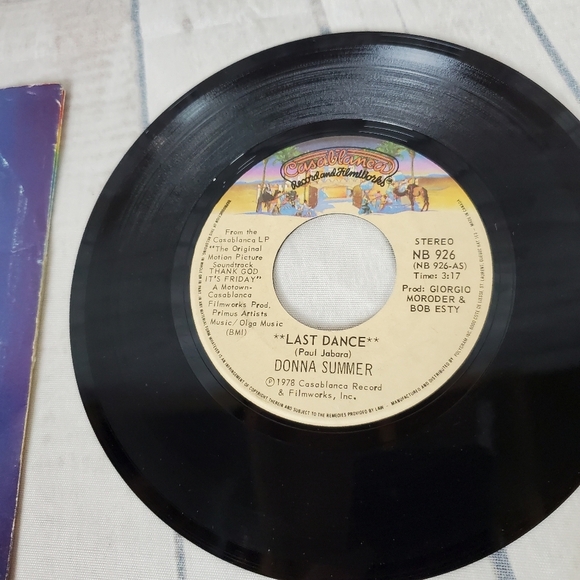 Casablanca
Record and FilmWorks
From the
Casablanca LP
"The Original
Motion Picture
Soundtrack
THANK GOD
IT'S FRIDAY"
A Motown-
Casablanca
Filmworks Prod.
Primus Artists
Music/Olga Music
(BMI)
STEREO
NB 926
(NB 926-AS)
Time: 3:17
Prod: GIORGIO
MORODER &
BOB ESTY
**LAST DANCE**
(Paul Jabara)
DONNA SUMMER
℗1978 Casablanca Record
& Filmworks, Inc.